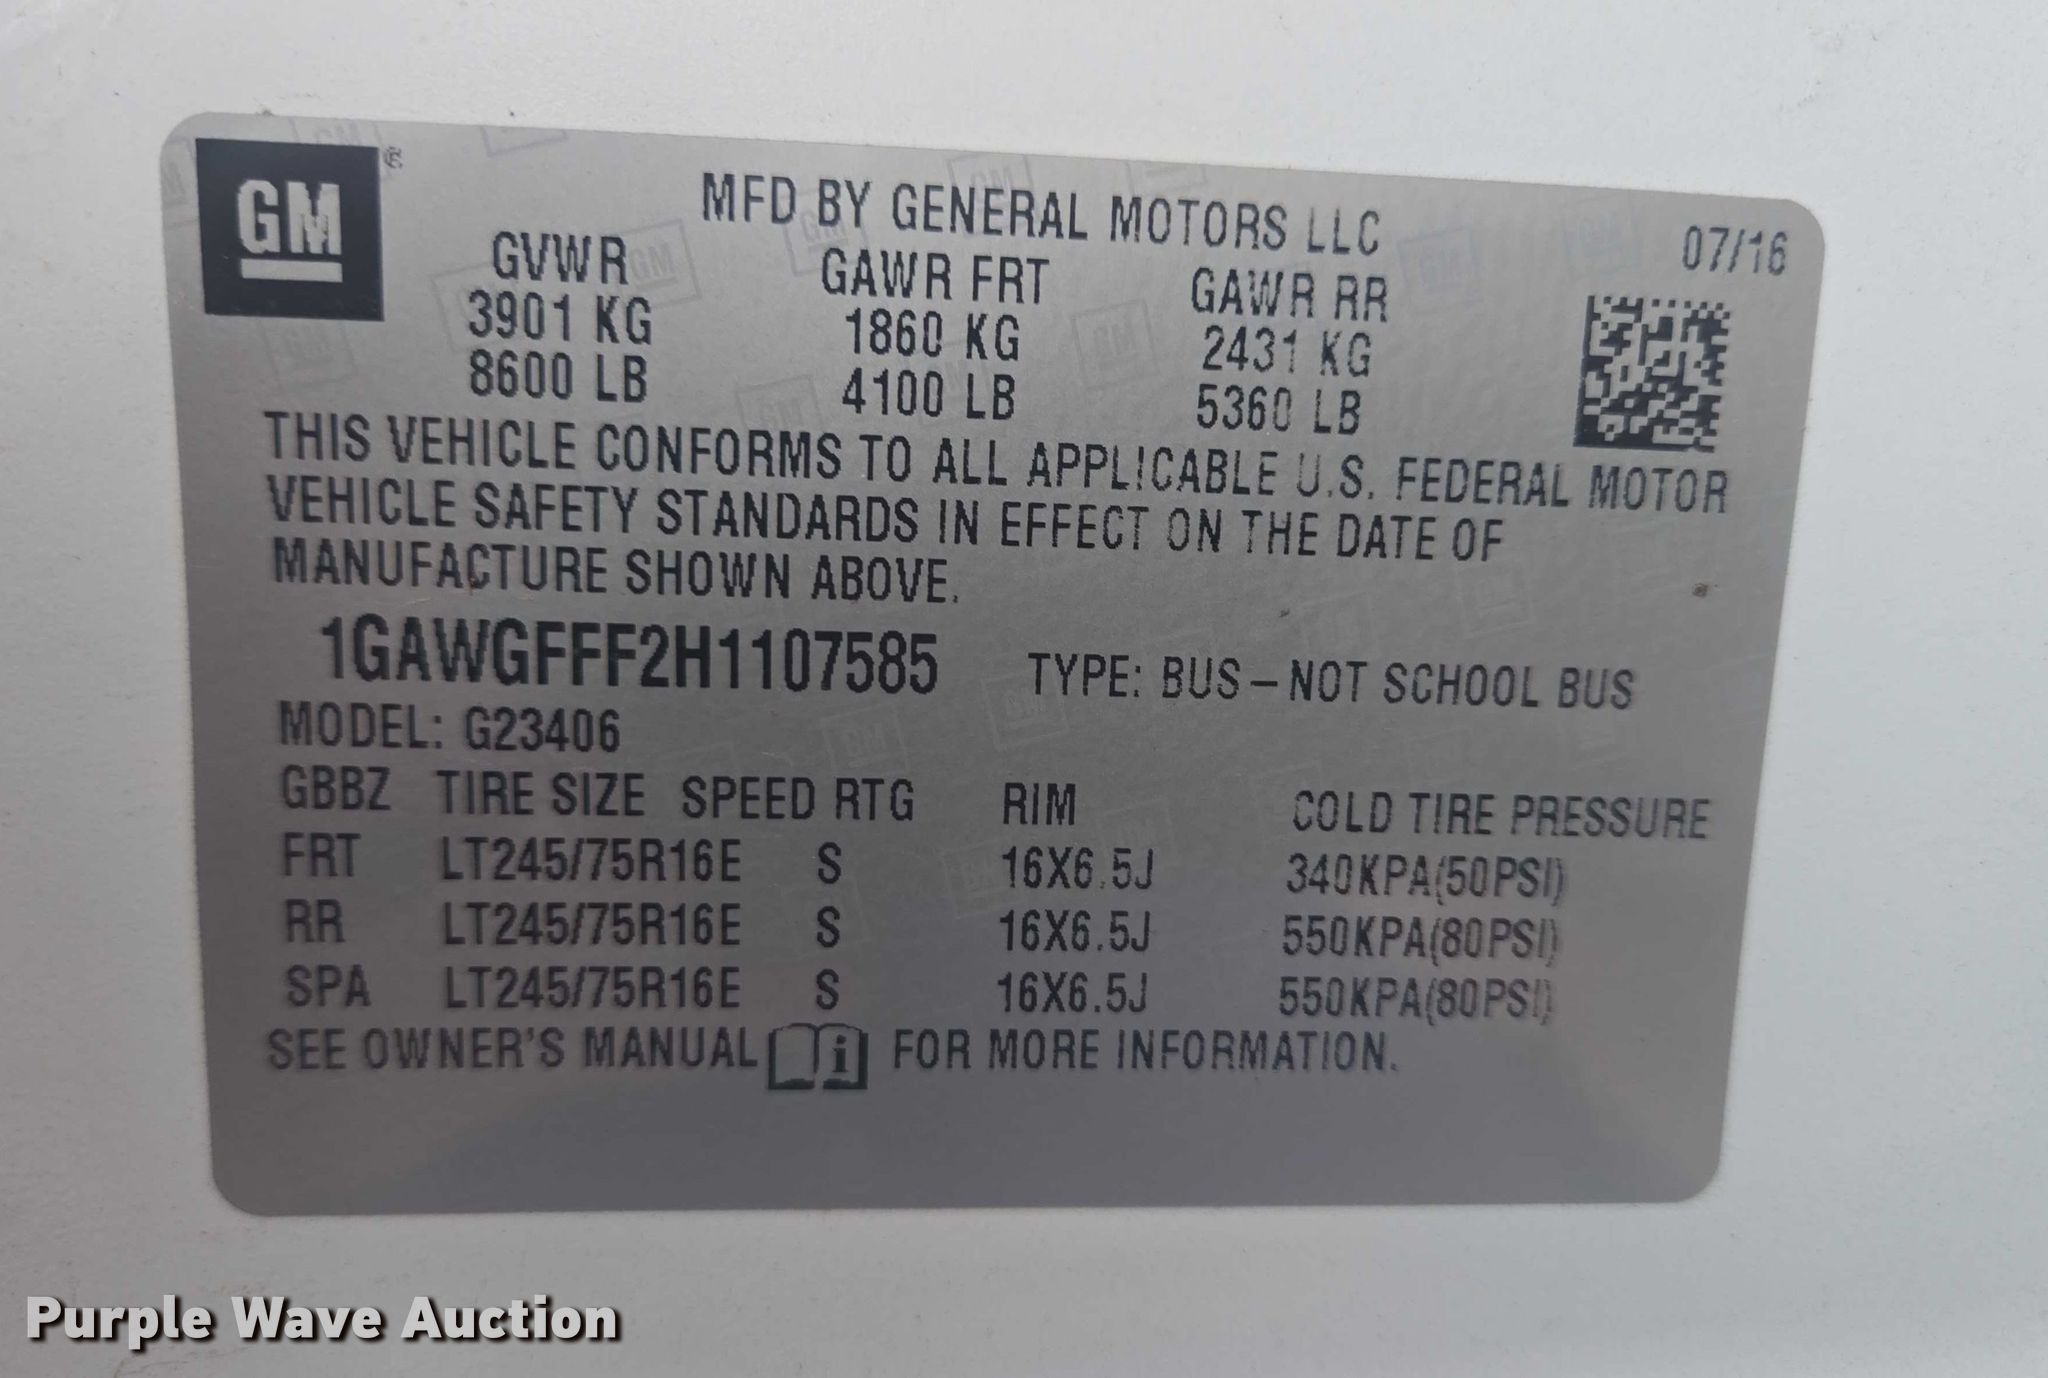 GM
MFD BY GENERAL MOTORS LLC
07/16
GVWR GAWR FRT GAWR RR
3901 KG 1860 KG 2431 KG
8600 LB 4100 LB 5360 LB
THIS VEHICLE CONFORMS TO ALL APPLICABLE U.S. FEDERAL MOTOR
VEHICLE SAFETY STANDARDS IN EFFECT ON THE DATE OF
MANUFACTURE SHOWN ABOVE.
1GAWGFFF2H1107585 TYPE: BUS – NOT SCHOOL BUS
MODEL: G23406
GBBZ TIRE SIZE SPEED RTG RIM COLD TIRE PRESSURE
FRT LT245/75R16E S 16X6.5J 340KPA(50PSI)
RR LT245/75R16E S 16X6.5J 550KPA(80PSI)
SPA LT245/75R16E S 16X6.5J 550KPA(80PSI)
SEE OWNER'S MANUAL i FOR MORE INFORMATION.
Purple Wave Auction